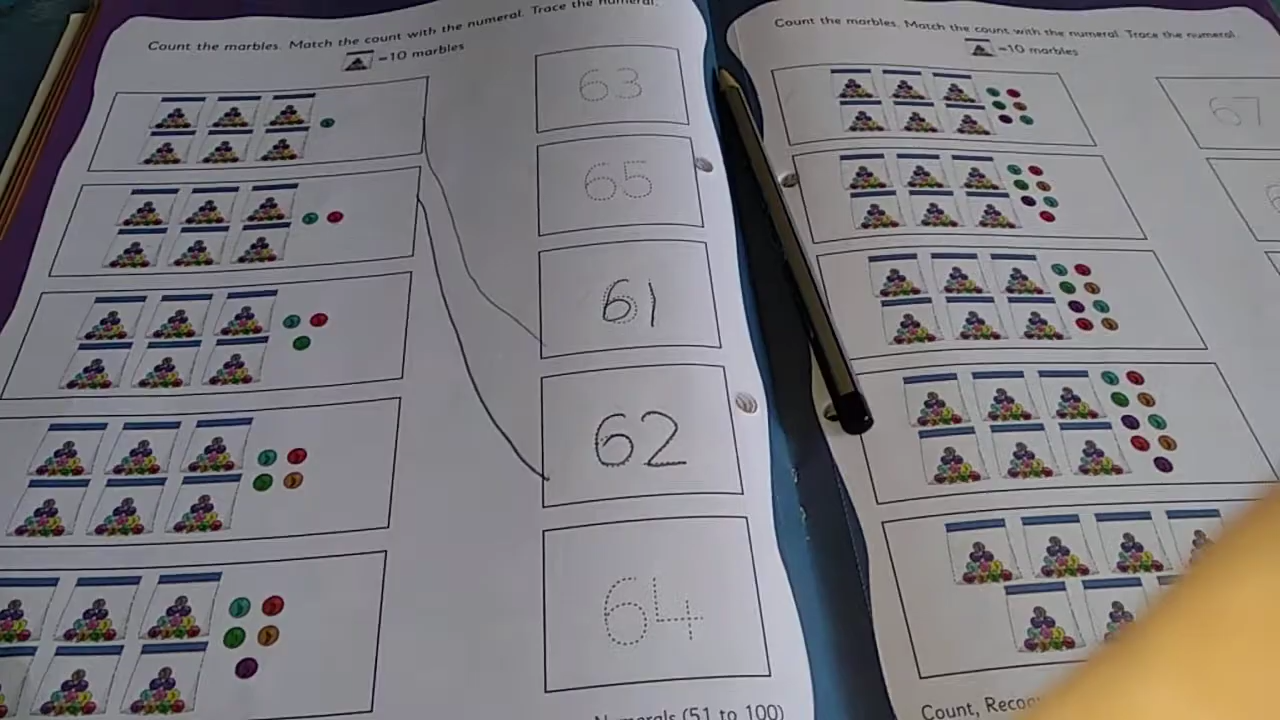 Count the marbles. Match the count with the numeral. Trace the numeral.
=10 marbles
63
65
61
62
64
Numerals (51 to 100)
Count the marbles. Match the count with the numeral. Trace the numeral.
=10 marbles
67
Count,